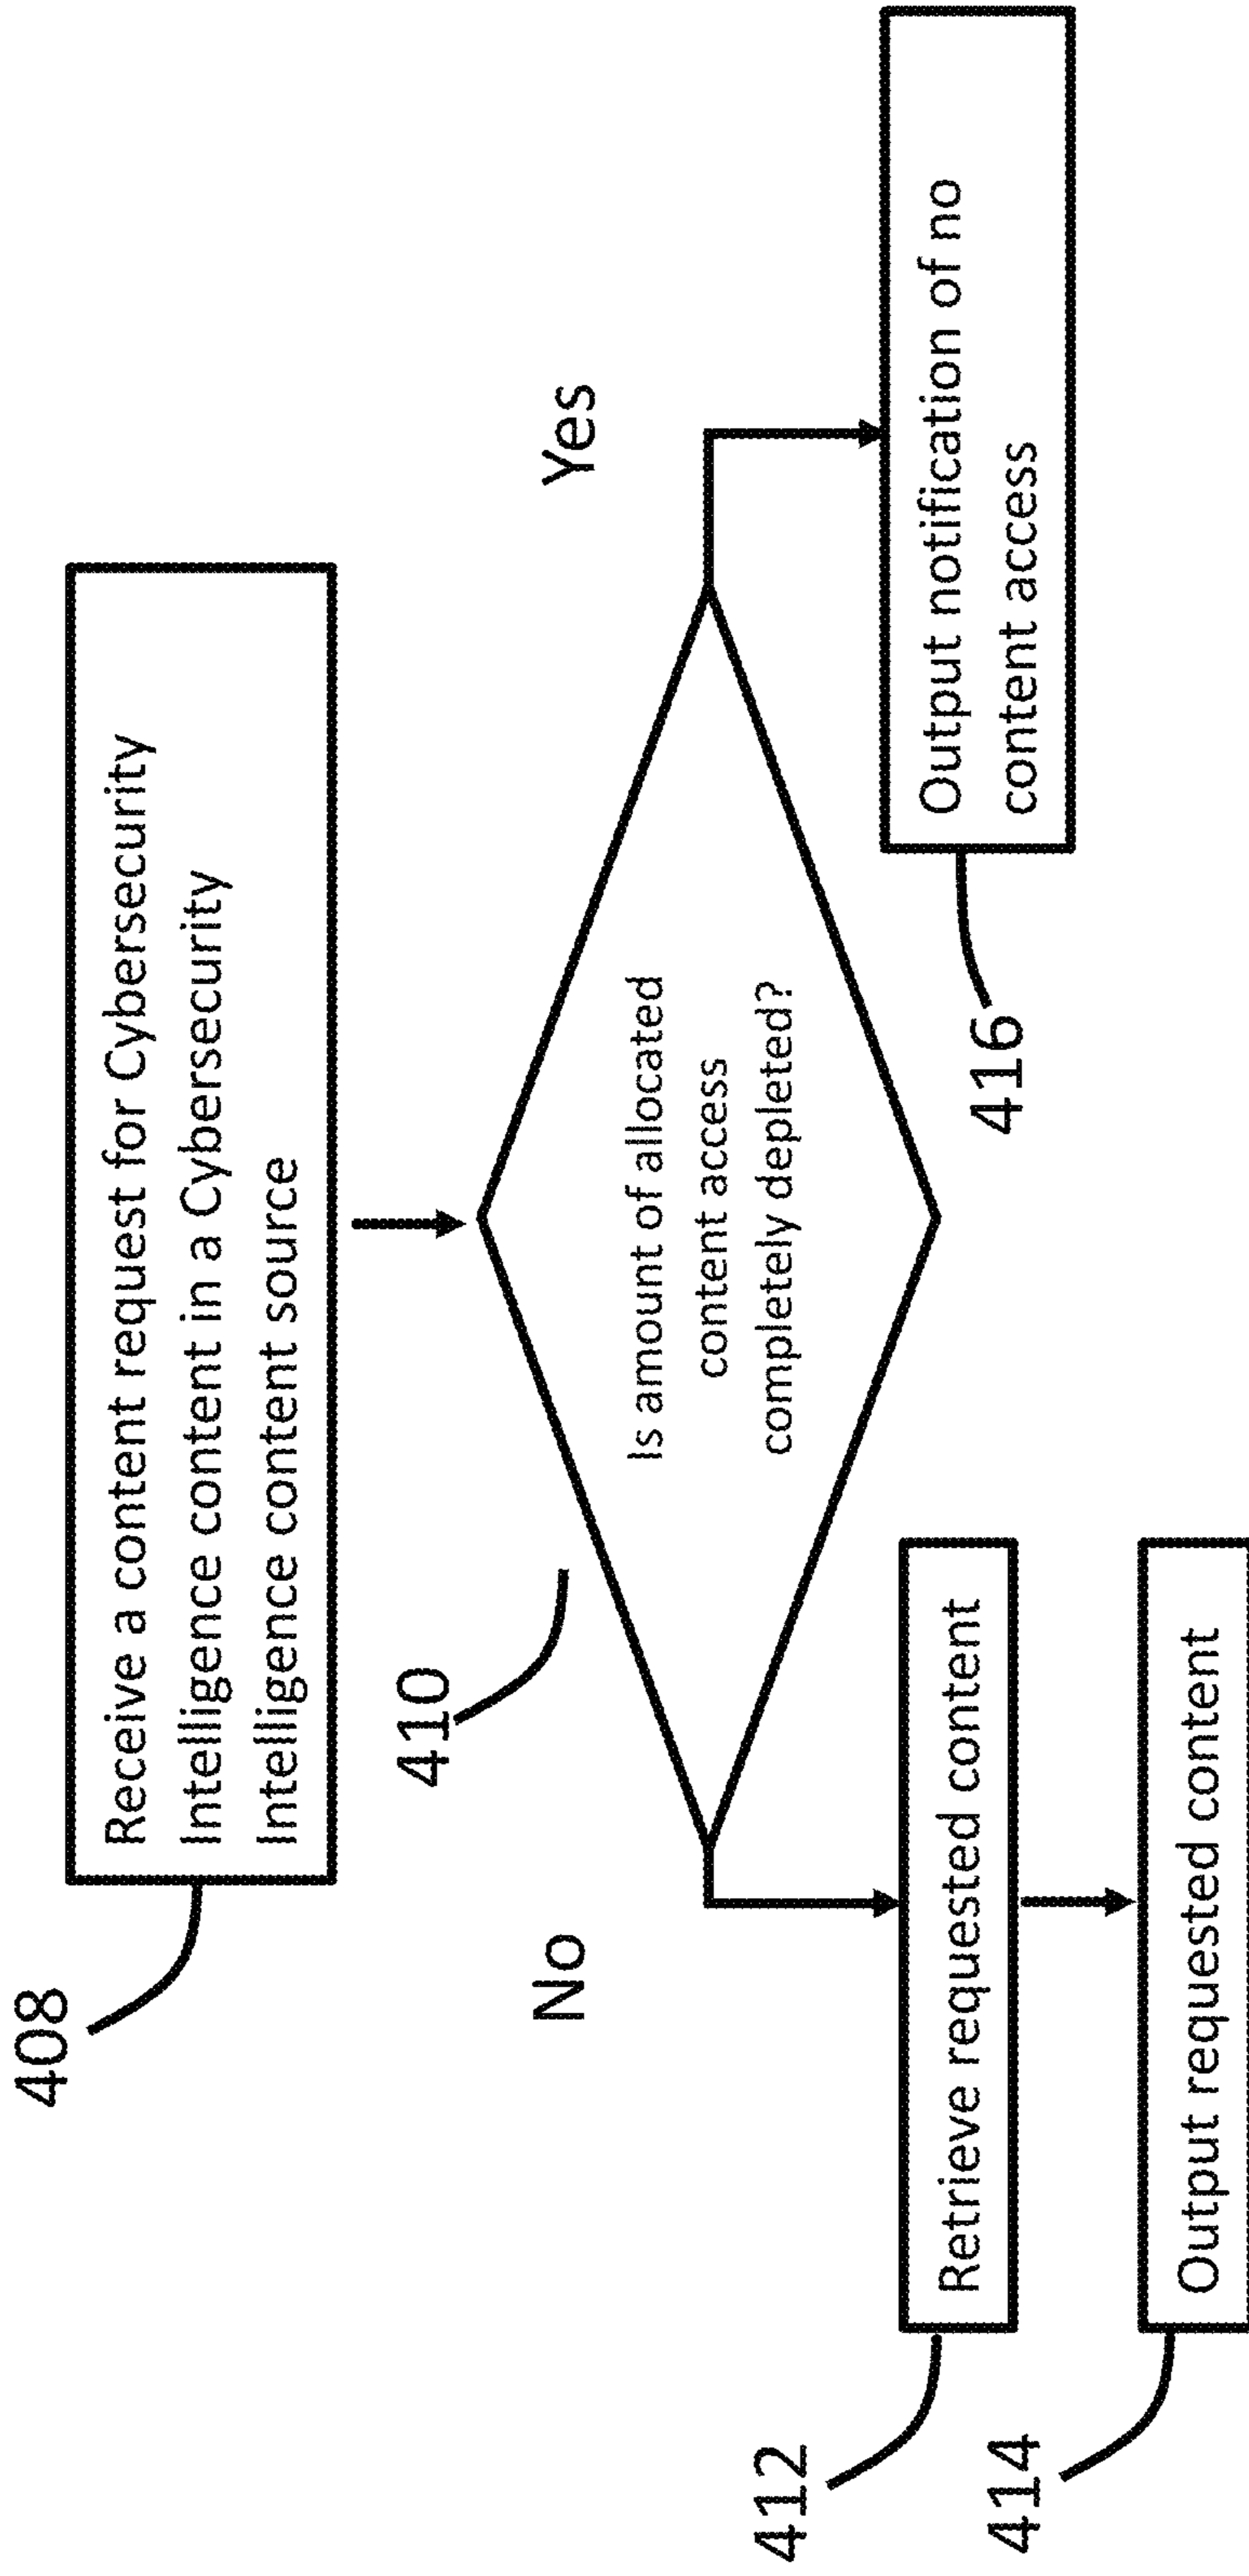 408
Receive a content request for Cybersecurity
Intelligence content in a Cybersecurity
Intelligence content source
410
Is amount of allocated
content access
completely depleted?
No
Yes
412
Retrieve requested content
416
Output notification of no
content access
414
Output requested content